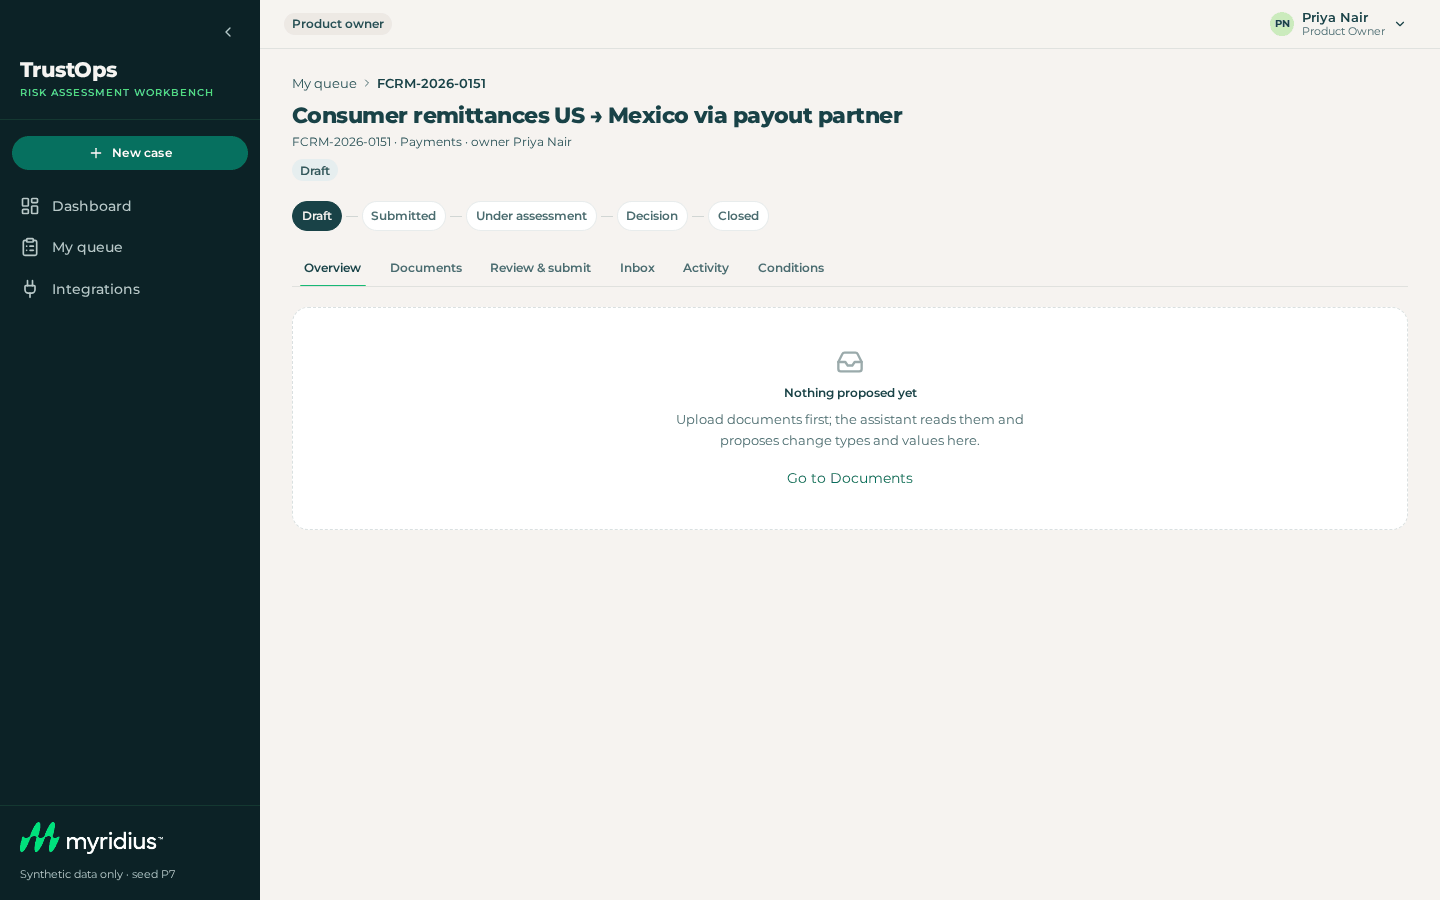 Product owner
PN
Priya Nair
Product Owner
TrustOps
RISK ASSESSMENT WORKBENCH
New case
Dashboard
My queue
Integrations
myridius™
Synthetic data only · seed P7
My queue > FCRM-2026-0151
Consumer remittances US → Mexico via payout partner
FCRM-2026-0151 · Payments · owner Priya Nair
Draft
Draft — Submitted — Under assessment — Decision — Closed
Overview Documents Review & submit Inbox Activity Conditions
Nothing proposed yet
Upload documents first; the assistant reads them and
proposes change types and values here.
Go to Documents